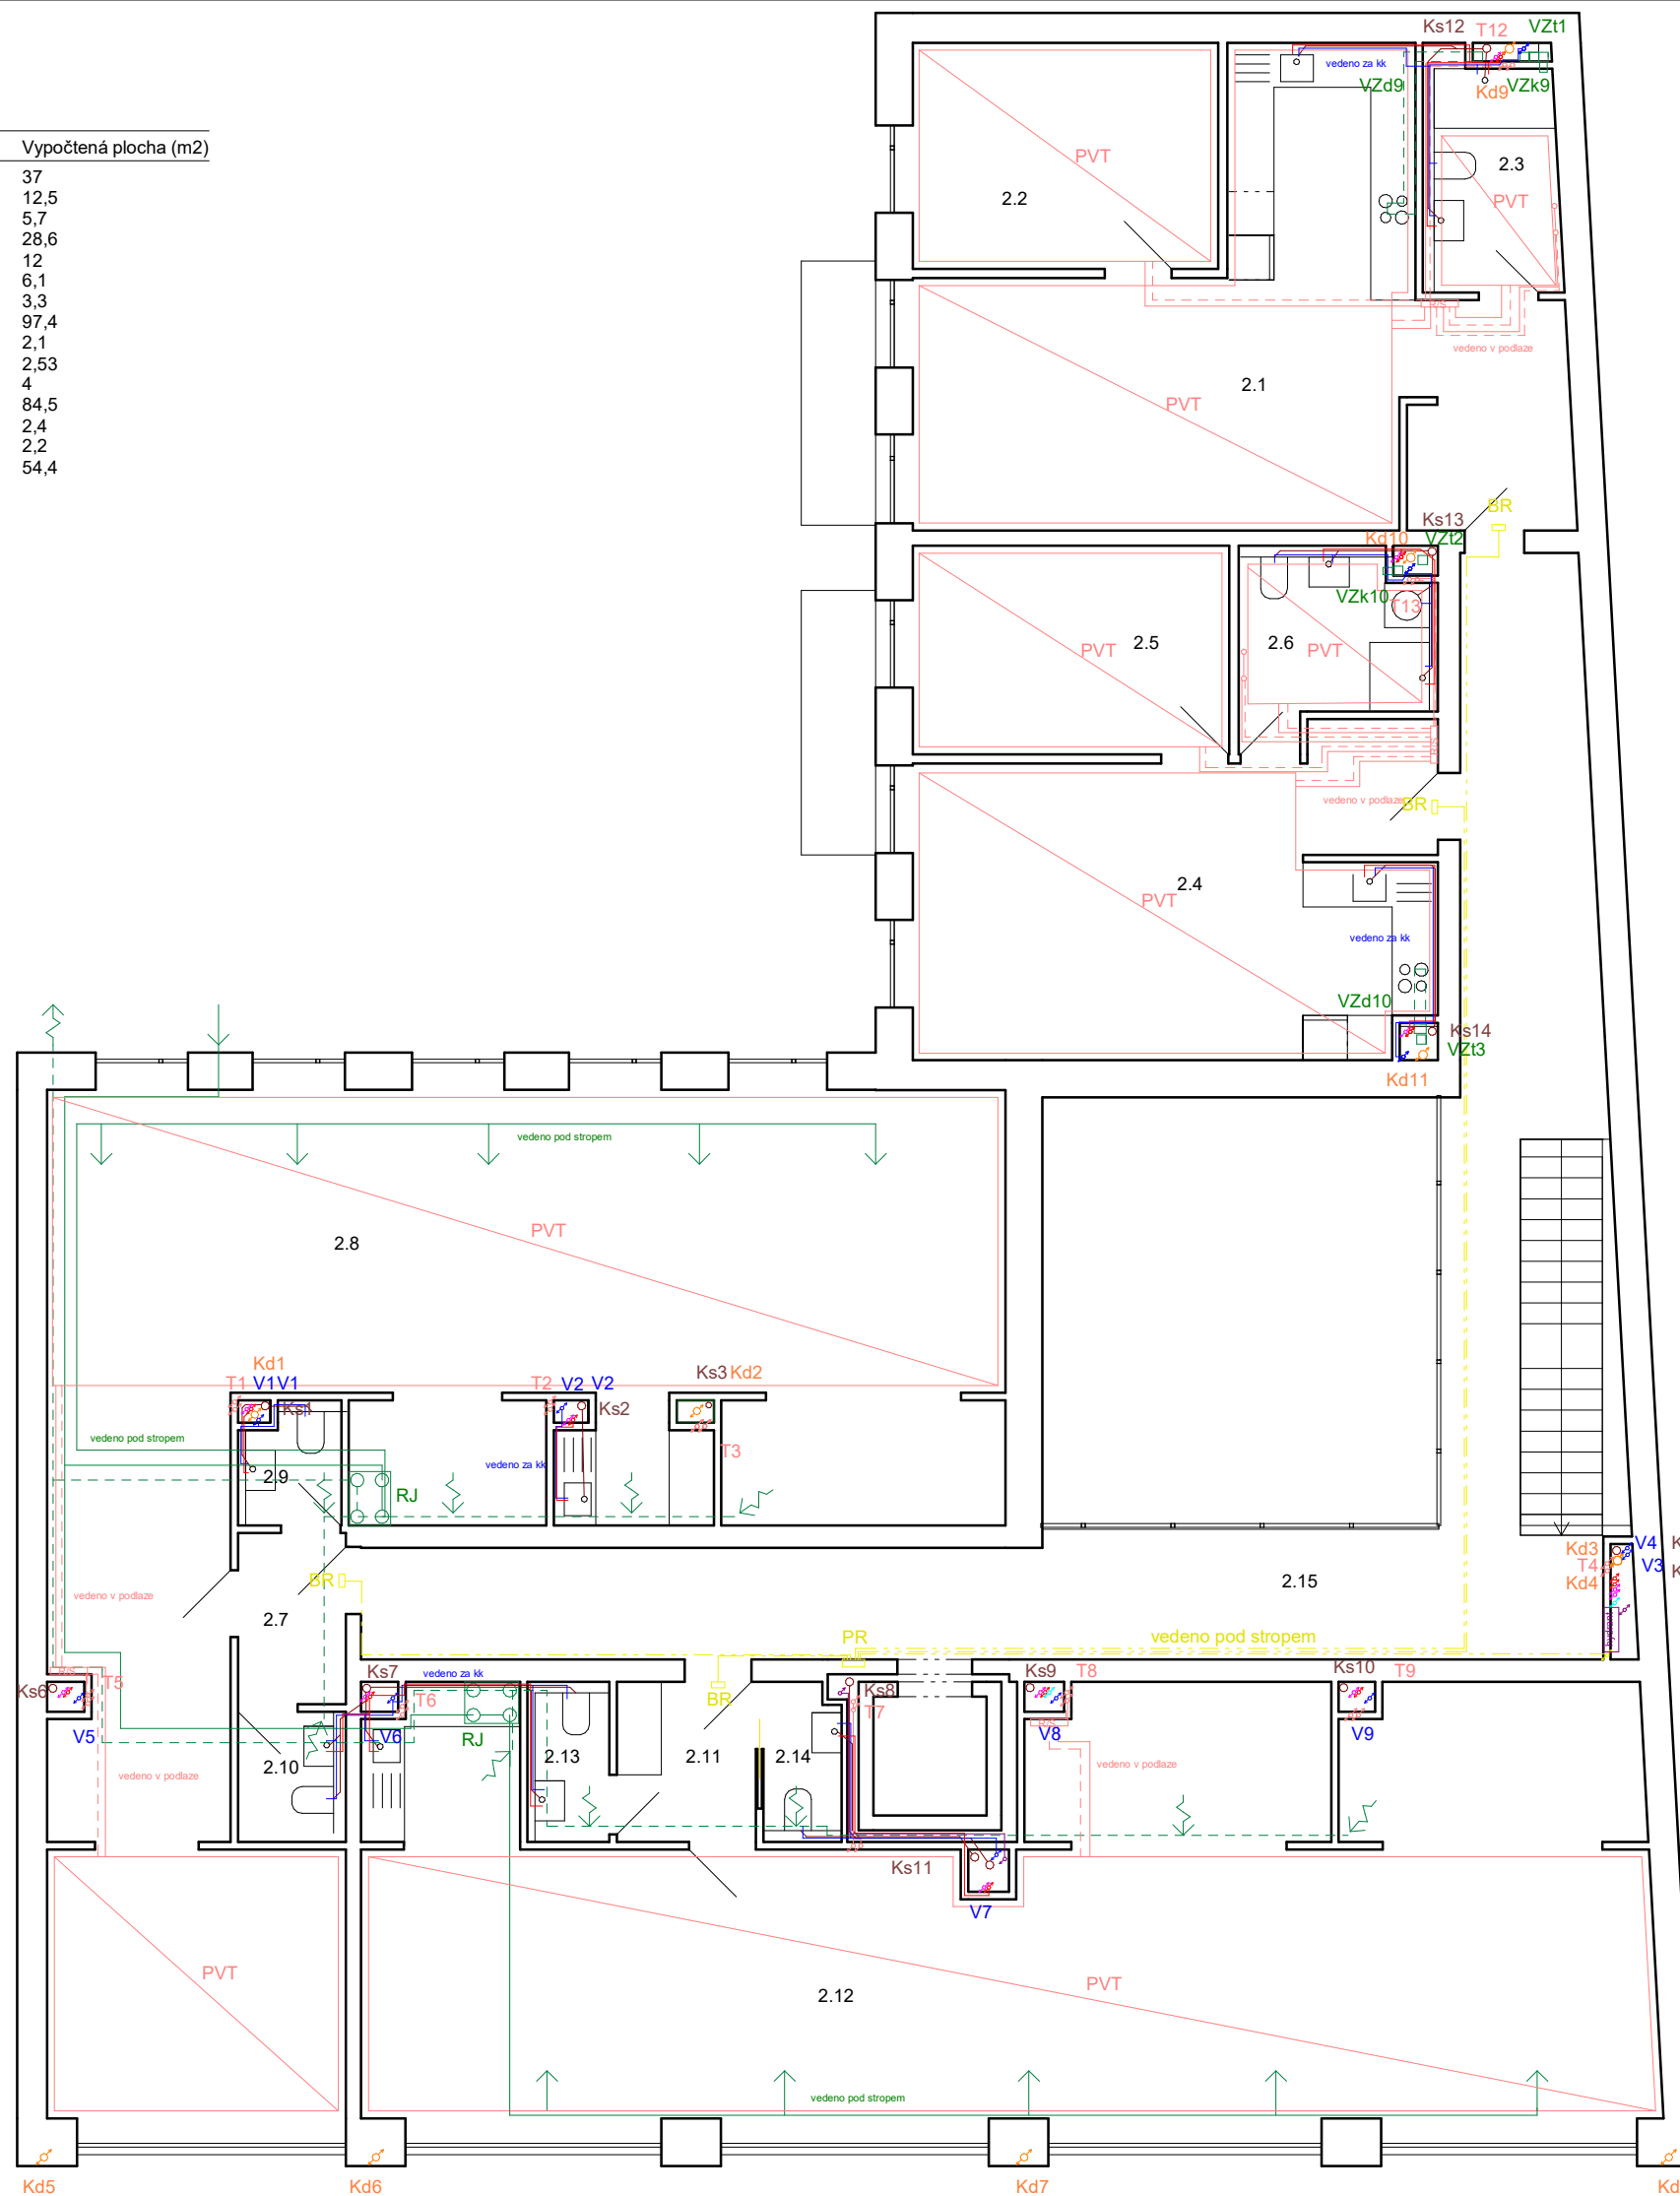 Vypočtená plocha (m2)
37
12,5
5,7
28,6
12
6,1
3,3
97,4
2,1
2,53
4
84,5
2,4
2,2
54,4
Ks12
T12
VZt1
vedeno za kk
VZd9
Kd9
VZk9
PVT
2.2
2.3
PVT
R/S
vedeno v podlaze
2.1
PVT
BR
Ks13
Kd10
VZt2
VZk10
T13
2.5
PVT
2.6
PVT
R/S
vedeno v podlaze
BR
2.4
PVT
vedeno za kk
VZd10
Ks14
VZt3
Kd11
vedeno pod stropem
PVT
2.8
Kd1
T1
V1
V1
Ks1
T2
V2
V2
Ks2
Ks3
Kd2
T3
vedeno pod stropem
vedeno za kk
2.9
RJ
Kd3
V4
T4
V3
Kd4
K
K
hydrant
BR
2.15
vedeno v podlaze
2.7
PR
vedeno pod stropem
R/S
Ks6
T5
V5
Ks7
vedeno za kk
T6
V6
RJ
BR
Ks8
T7
Ks9
T8
R/S
V8
Ks10
T9
V9
2.10
2.13
2.11
2.14
vedeno v podlaze
vedeno v podlaze
Ks11
V7
PVT
2.12
PVT
vedeno pod stropem
Kd5
Kd6
Kd7
Kd